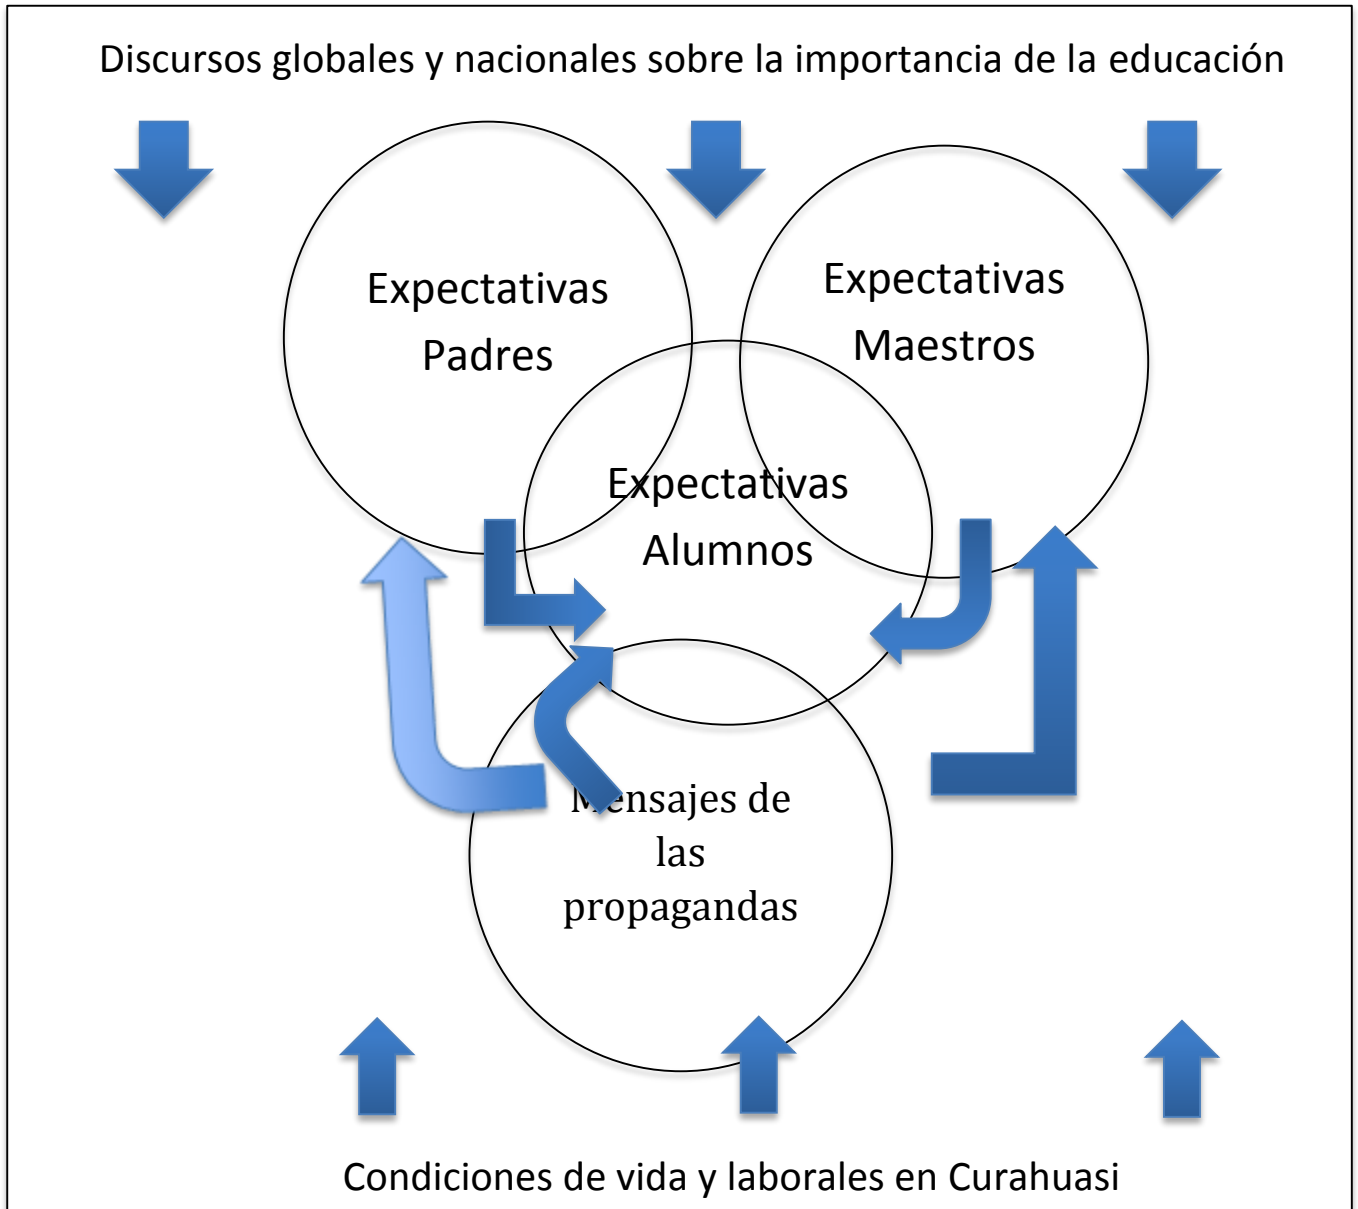 Discursos globales y nacionales sobre la importancia de la educación
Expectativas
Padres
Expectativas
Maestros
Expectativas
Alumnos
Mensajes de
las
propagandas
Condiciones de vida y laborales en Curahuasi